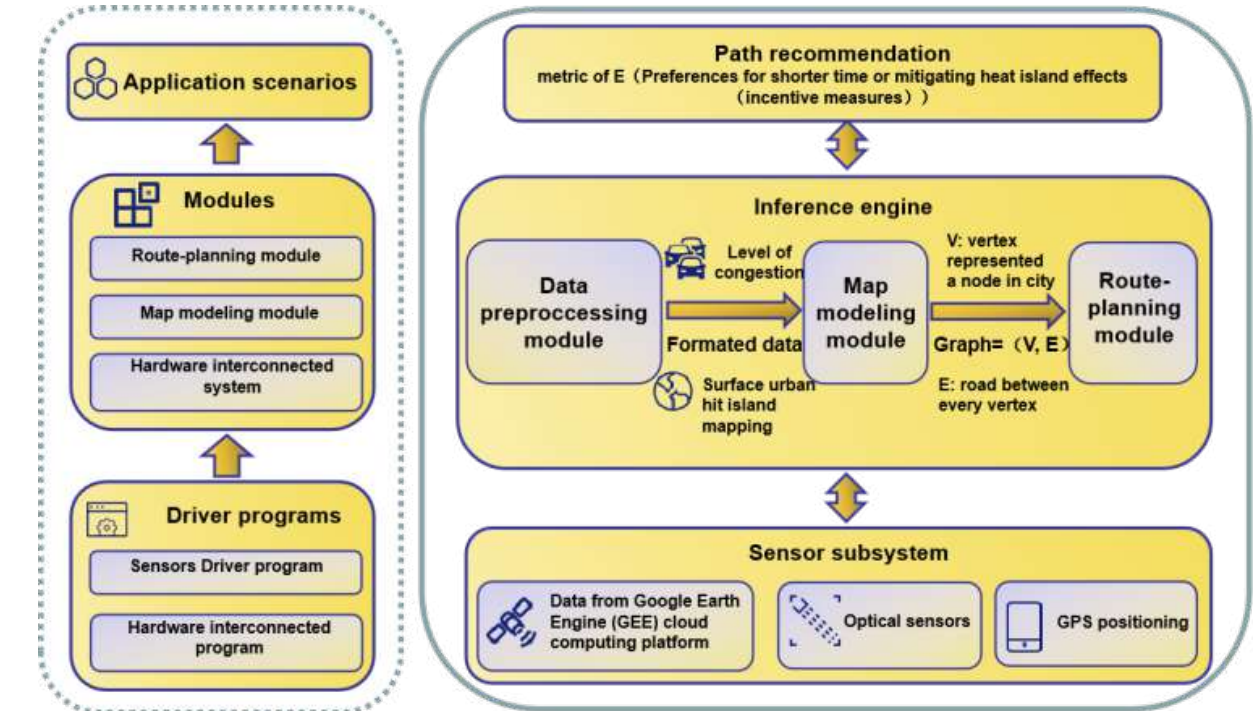 Application scenarios
Modules
Route-planning module
Map modeling module
Hardware interconnected
system
Driver programs
Sensors Driver program
Hardware interconnected
program
Path recommendation
metric of E（Preferences for shorter time or mitigating heat island effects
（incentive measures））
Inference engine
Data
preproccessing
module
Level of
congestion
Formated data
Surface urban
hit island
mapping
Map
modeling
module
V: vertex
represented
a node in city
Graph=（V, E）
E: road between
every vertex
Route-
planning
module
Sensor subsystem
Data from Google Earth
Engine (GEE) cloud
computing platform
Optical sensors
GPS positioning